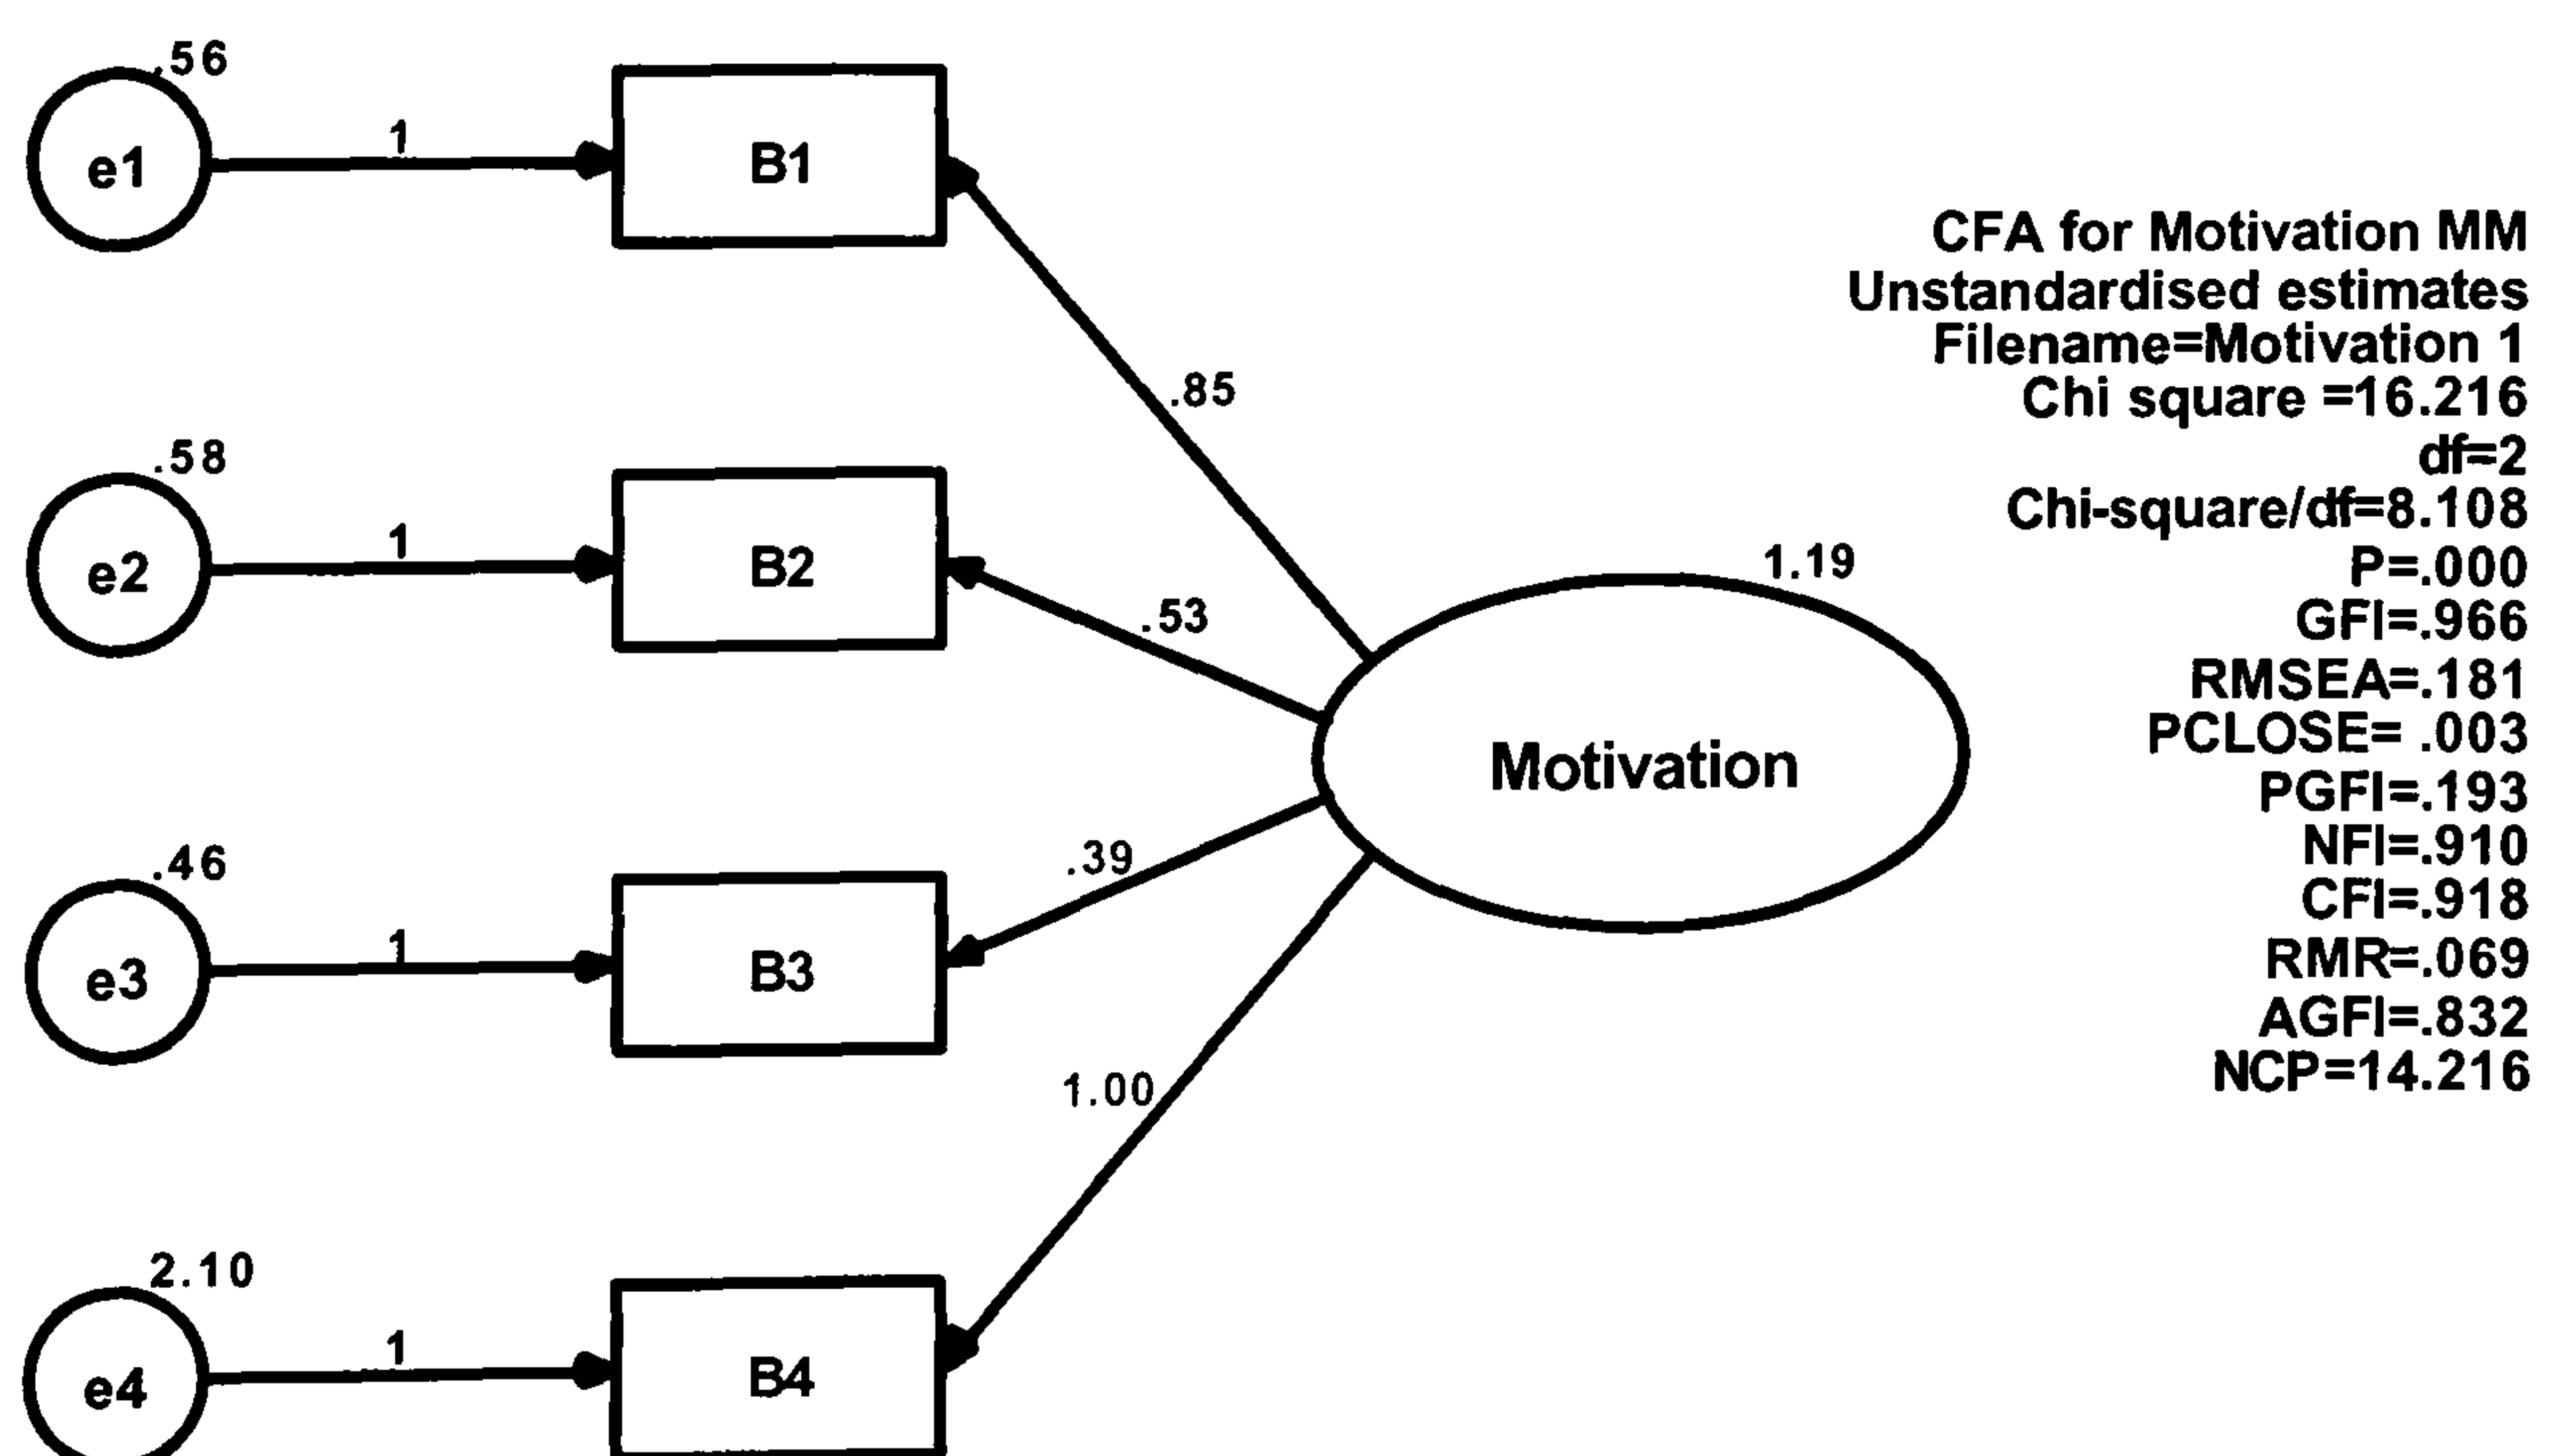 .56
e1
1
B1
.85
.58
e2
1
B2
.53
.46
e3
1
B3
.39
2.10
e4
1
B4
1.00
1.19
Motivation
CFA for Motivation MM
Unstandardised estimates
Filename=Motivation 1
Chi square =16.216
df=2
Chi-square/df=8.108
P=.000
GFI=.966
RMSEA=.181
PCLOSE= .003
PGFI=.193
NFI=.910
CFI=.918
RMR=.069
AGFI=.832
NCP=14.216